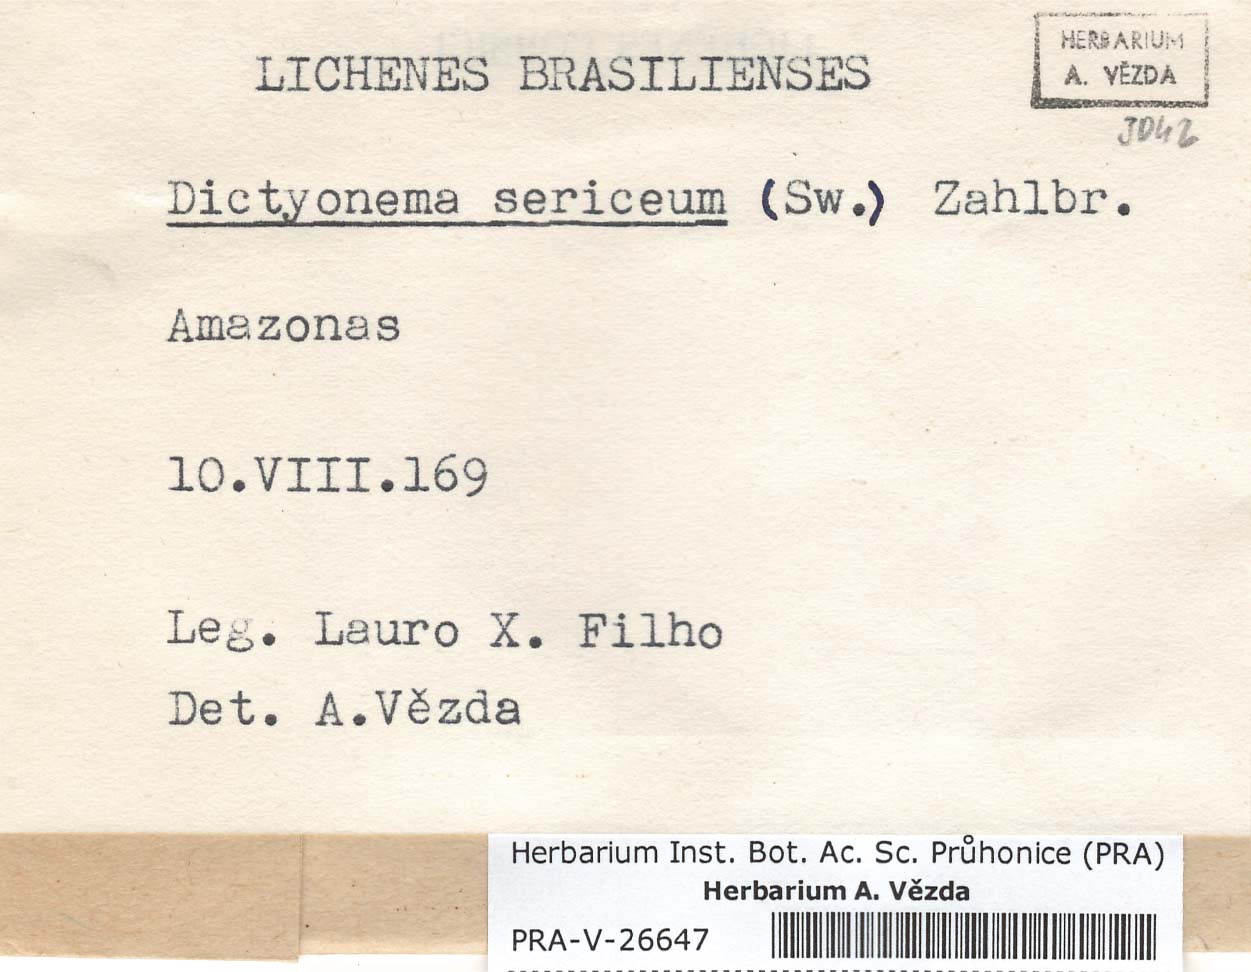 LICHENES BRASILIENSES
HERBARIUM
A. VĚZDA
Dictyonema sericeum (Sw.) Zahlbr.
Amazonas
10.VIII.169
Leg. Lauro X. Filho
Det. A.Vězda
Herbarium Inst. Bot. Ac. Sc. Průhonice (PRA)
Herbarium A. Vězda
PRA-V-26647